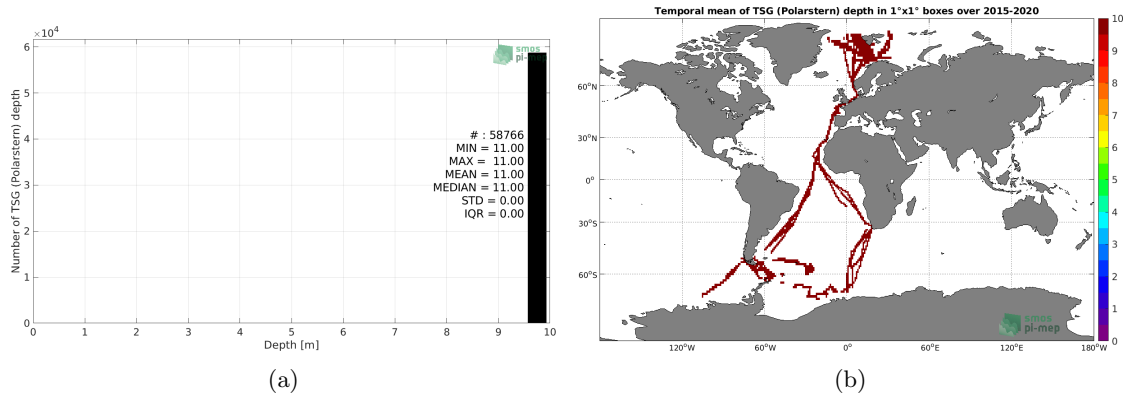 ×10⁴
6
5
4
3
2
1
0
Number of TSG (Polarstern) depth
smos
pi-mep
# : 58766
MIN = 11.00
MAX = 11.00
MEAN = 11.00
MEDIAN = 11.00
STD = 0.00
IQR = 0.00
0 1 2 3 4 5 6 7 8 9 10
Depth [m]
(a)
Temporal mean of TSG (Polarstern) depth in 1°x1° boxes over 2015-2020
60°N
30°N
0°
30°S
60°S
120°W 60°W 0° 60°E 120°E 180°W
smos
pi-mep
10
9
8
7
6
5
4
3
2
1
0
(b)